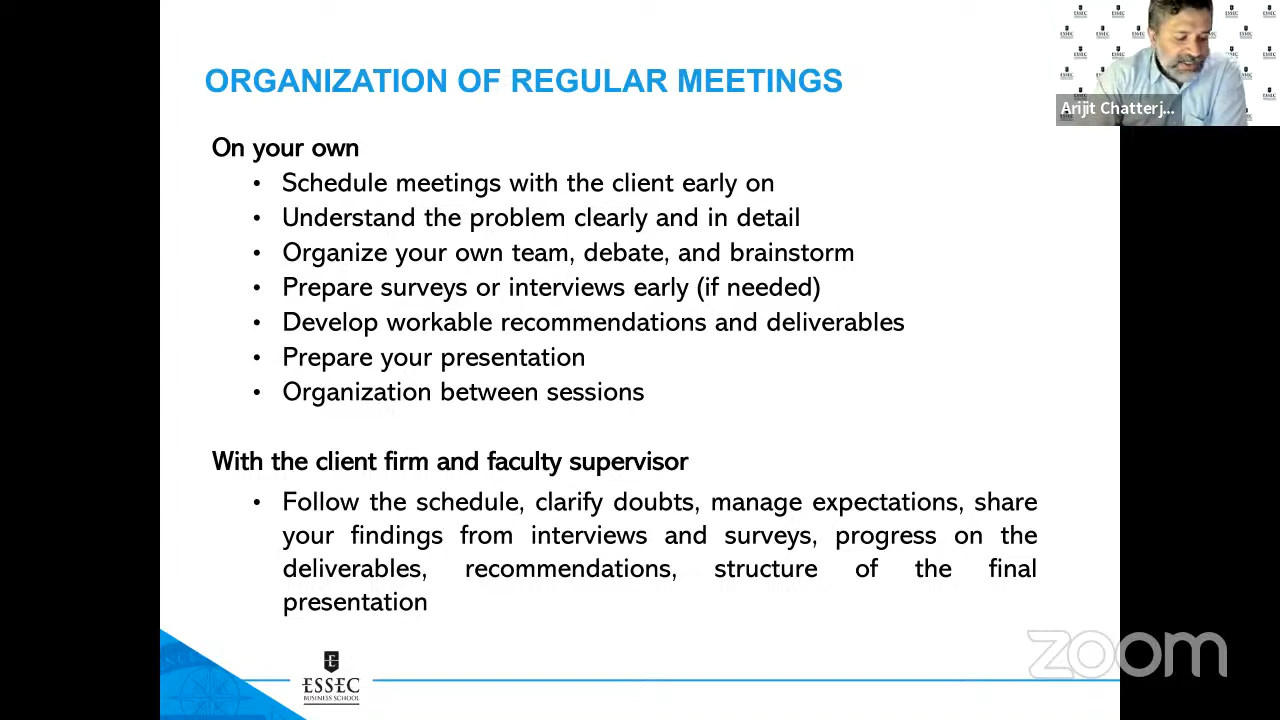 ORGANIZATION OF REGULAR MEETINGS
Arijit Chatterj...
On your own
• Schedule meetings with the client early on
• Understand the problem clearly and in detail
• Organize your own team, debate, and brainstorm
• Prepare surveys or interviews early (if needed)
• Develop workable recommendations and deliverables
• Prepare your presentation
• Organization between sessions
With the client firm and faculty supervisor
• Follow the schedule, clarify doubts, manage expectations, share
your findings from interviews and surveys, progress on the
deliverables, recommendations, structure of the final
presentation
zoom
ESSEC
BUSINESS SCHOOL